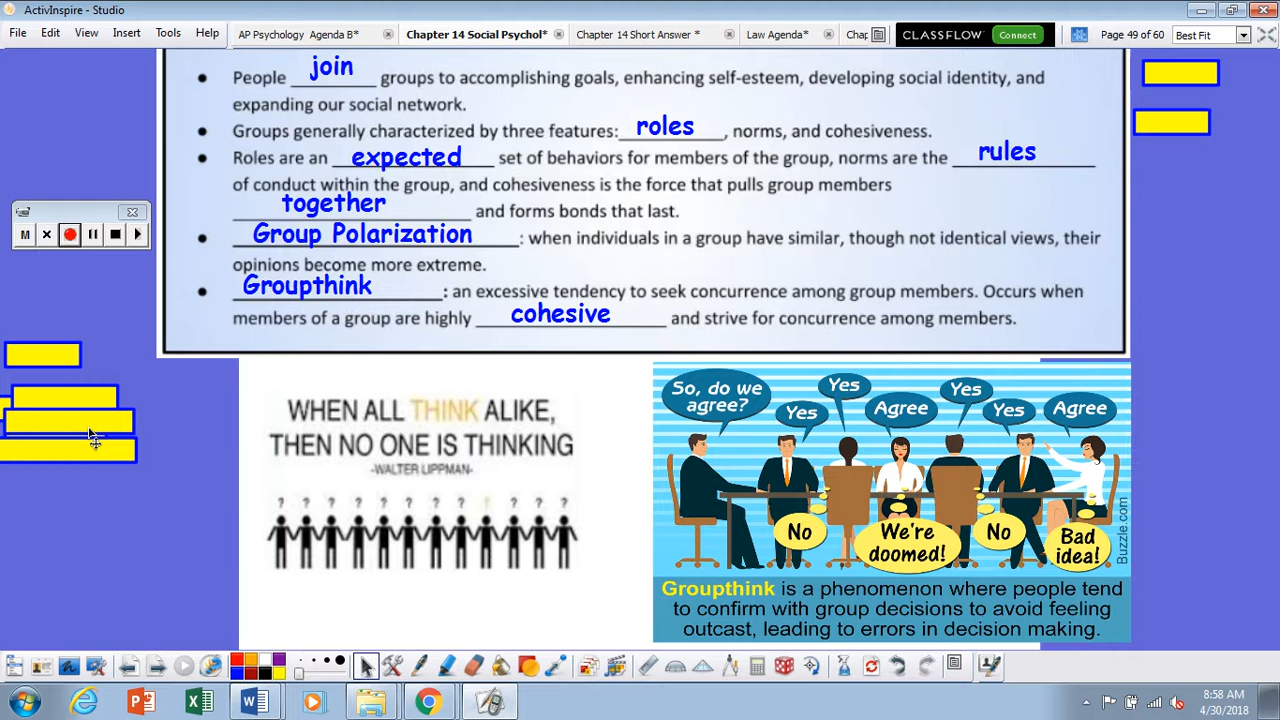 ActivInspire - Studio
File Edit View Insert Tools Help
AP Psychology Agenda B* Chapter 14 Social Psychol* Chapter 14 Short Answer * Law Agenda* Chap
CLASSFLOW Connect
Page 49 of 60 Best Fit
● People join groups to accomplishing goals, enhancing self-esteem, developing social identity, and
expanding our social network.
● Groups generally characterized by three features: roles, norms, and cohesiveness.
● Roles are an expected set of behaviors for members of the group, norms are the rules
of conduct within the group, and cohesiveness is the force that pulls group members
together and forms bonds that last.
● Group Polarization: when individuals in a group have similar, though not identical views, their
opinions become more extreme.
● Groupthink: an excessive tendency to seek concurrence among group members. Occurs when
members of a group are highly cohesive and strive for concurrence among members.
M
WHEN ALL THINK ALIKE,
THEN NO ONE IS THINKING
-WALTER LIPPMAN-
? ? ? ? ? ? ? ? ? ? ? ?
So, do we
agree?
Yes
Yes
Agree
Yes
Yes
Agree
No
We're
doomed!
No
Bad
idea!
Buzzle.com
Groupthink is a phenomenon where people tend
to confirm with group decisions to avoid feeling
outcast, leading to errors in decision making.
8:58 AM
4/30/2018